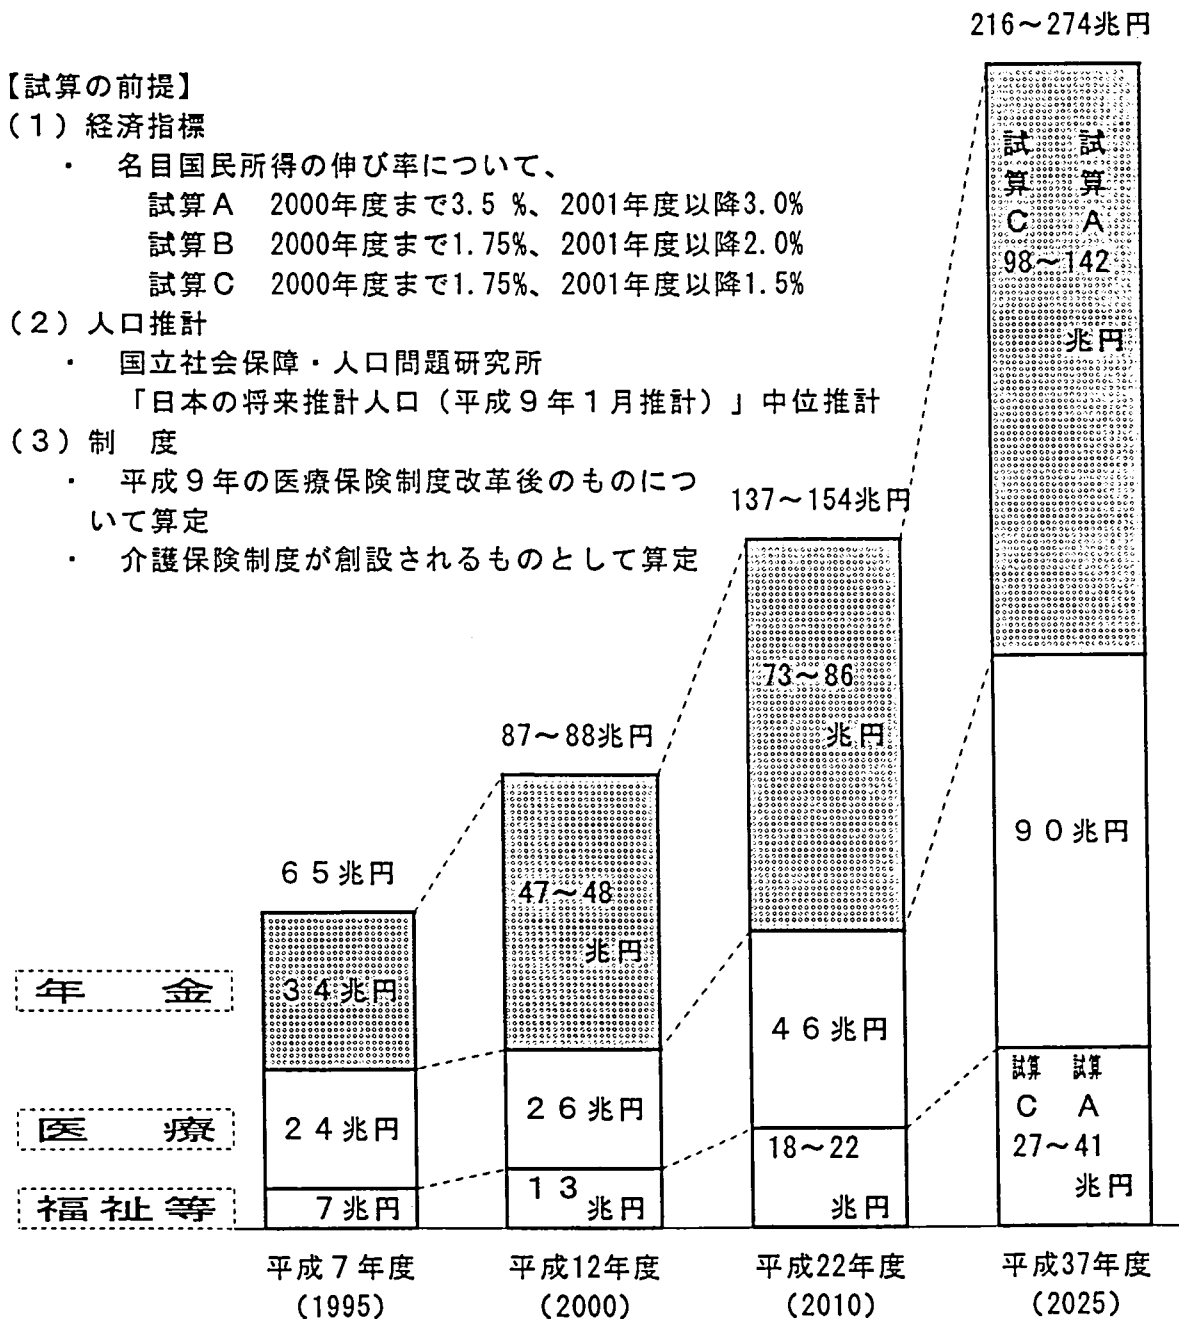 216～274兆円
【試算の前提】
（1）経済指標
・　名目国民所得の伸び率について、
試算A　2000年度まで3.5 %、2001年度以降3.0%
試算B　2000年度まで1.75%、2001年度以降2.0%
試算C　2000年度まで1.75%、2001年度以降1.5%
（2）人口推計
・　国立社会保障・人口問題研究所
「日本の将来推計人口（平成９年１月推計）」中位推計
（3）制　度
・　平成９年の医療保険制度改革後のものにつ
いて算定
・　介護保険制度が創設されるものとして算定
試算C　試算A
98～142
兆円
137～154兆円
73～86
兆円
87～88兆円
47～48
兆円
６５兆円
３４兆円
年　金
９０兆円
４６兆円
２６兆円
２４兆円
医　療
試算　試算
C　A
27～41
兆円
18～22
兆円
１３
兆円
７兆円
福祉等
平成７年度　平成12年度　平成22年度　平成37年度
（1995）　（2000）　（2010）　（2025）